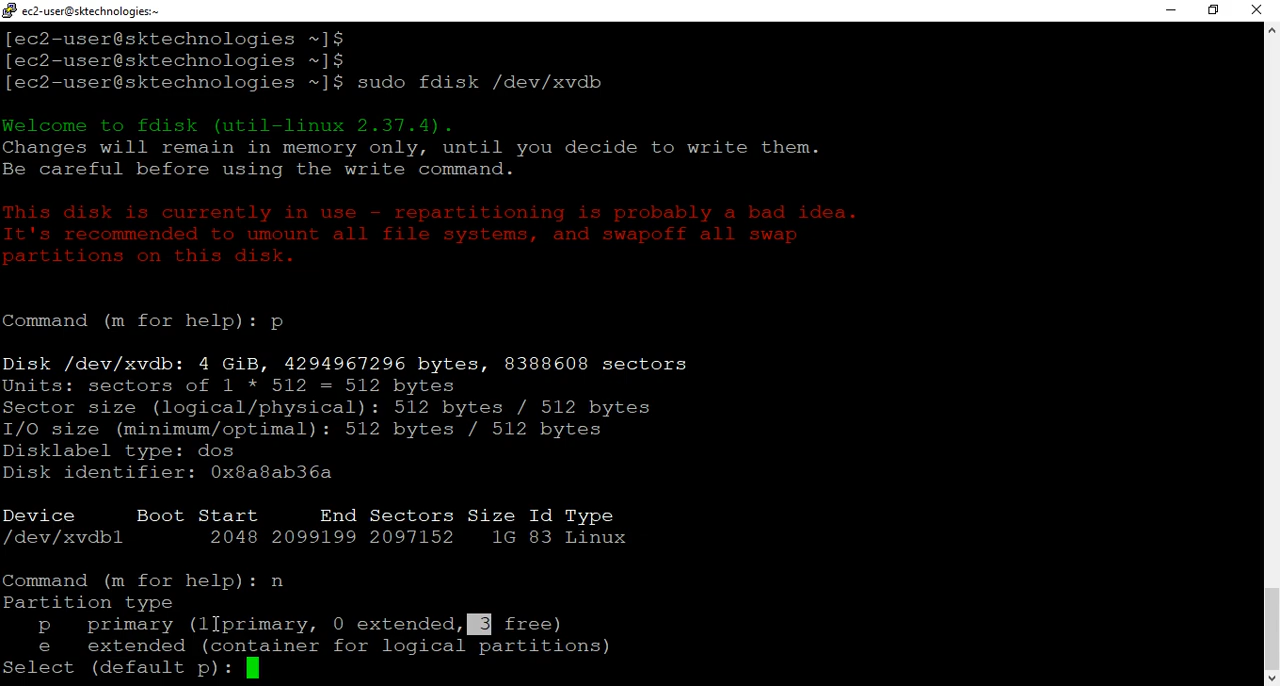 ec2-user@sktechnologies:~
[ec2-user@sktechnologies ~]$
[ec2-user@sktechnologies ~]$
[ec2-user@sktechnologies ~]$ sudo fdisk /dev/xvdb
Welcome to fdisk (util-linux 2.37.4).
Changes will remain in memory only, until you decide to write them.
Be careful before using the write command.
This disk is currently in use - repartitioning is probably a bad idea.
It's recommended to umount all file systems, and swapoff all swap
partitions on this disk.
Command (m for help): p
Disk /dev/xvdb: 4 GiB, 4294967296 bytes, 8388608 sectors
Units: sectors of 1 * 512 = 512 bytes
Sector size (logical/physical): 512 bytes / 512 bytes
I/O size (minimum/optimal): 512 bytes / 512 bytes
Disklabel type: dos
Disk identifier: 0x8a8ab36a
Device     Boot Start     End Sectors Size Id Type
/dev/xvdb1       2048 2099199 2097152   1G 83 Linux
Command (m for help): n
Partition type
   p   primary (1 primary, 0 extended, 3 free)
   e   extended (container for logical partitions)
Select (default p):